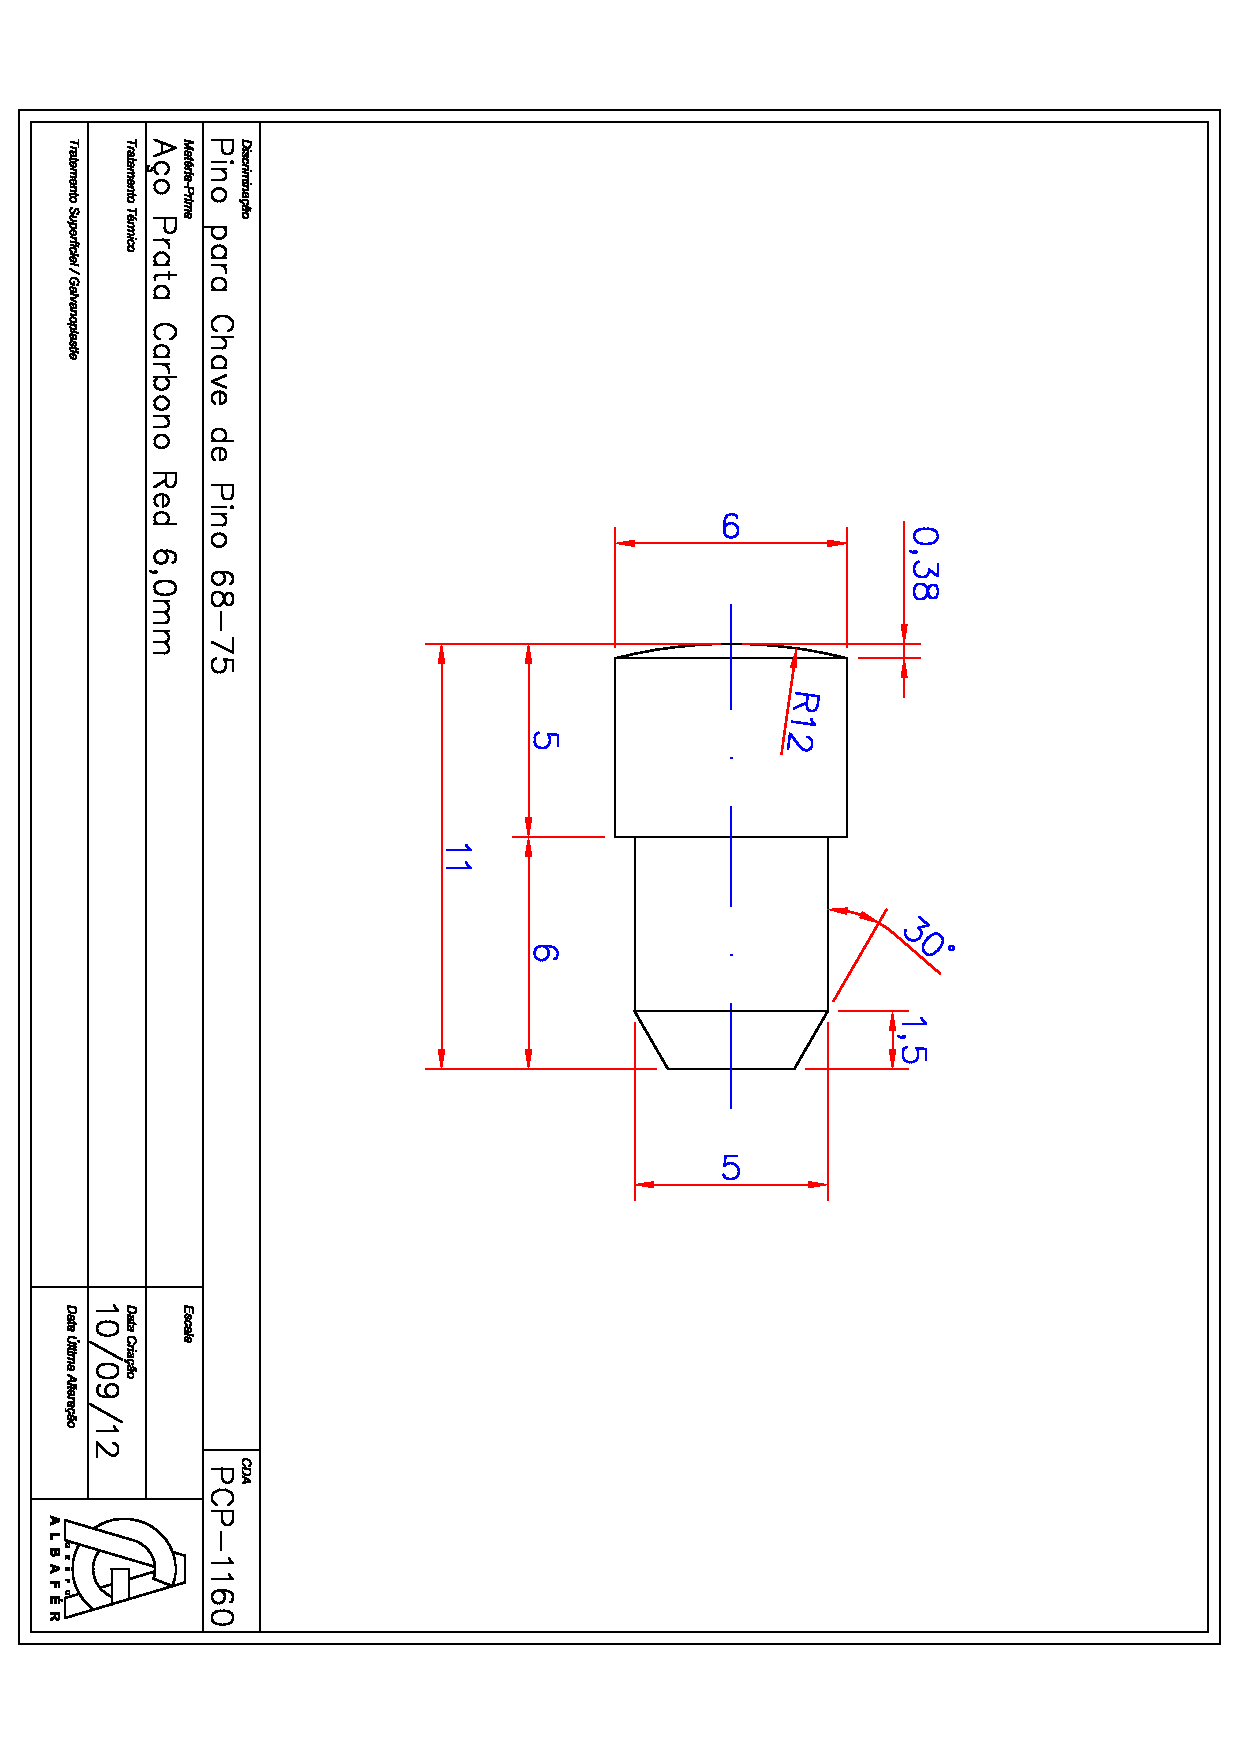 0,38
6
R12
5
11
6
30°
1,5
5
Discriminação
Pino para Chave de Pino 68-75
CDA
PCP-1160
Matéria-Prima
Aço Prata Carbono Red 6,0mm
Escala
Tratamento Térmico
Data Criação
10/09/12
Tratamento Superficiel / Galvanoplastia
Data Última Alteração
GRUPO
ALBAFÉR